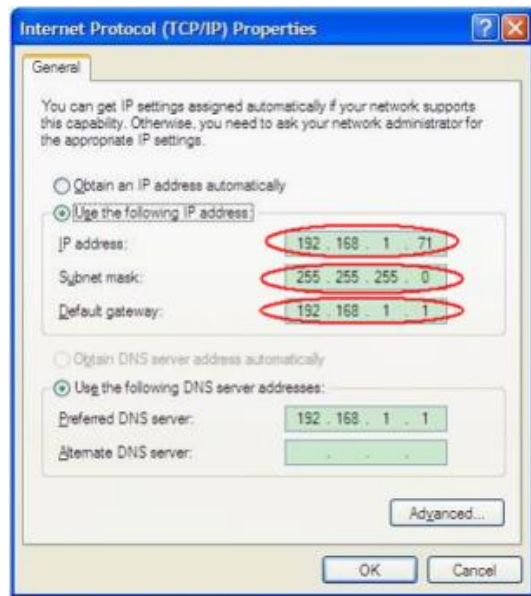 Internet Protocol (TCP/IP) Properties
General
You can get IP settings assigned automatically if your network supports
this capability. Otherwise, you need to ask your network administrator for
the appropriate IP settings.
Obtain an IP address automatically
Use the following IP address:
IP address: 192 . 168 . 1 . 71
Subnet mask: 255 . 255 . 255 . 0
Default gateway: 192 . 168 . 1 . 1
Obtain DNS server address automatically
Use the following DNS server addresses:
Preferred DNS server: 192 . 168 . 1 . 1
Alternate DNS server: . . .
Advanced...
OK Cancel